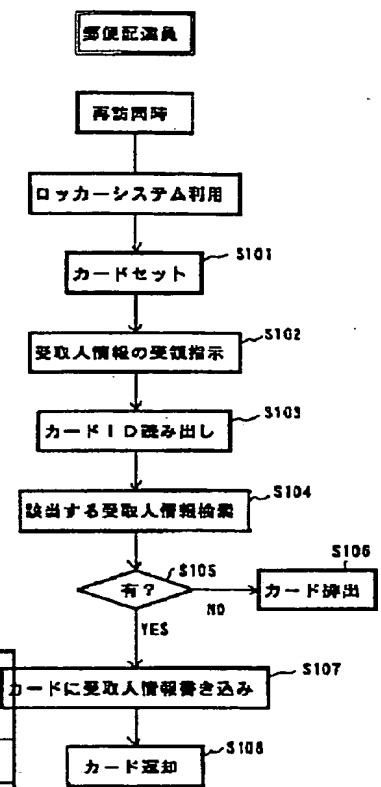 郵便配達員
再訪問時
ロッカーシステム利用
S101
カードセット
S102
受取人情報の受領指示
S103
カードID読み出し
S104
該当する受取人情報検索
S105
有?
NO
S106
カード排出
YES
S107
カードに受取人情報書き込み
S108
カード返却